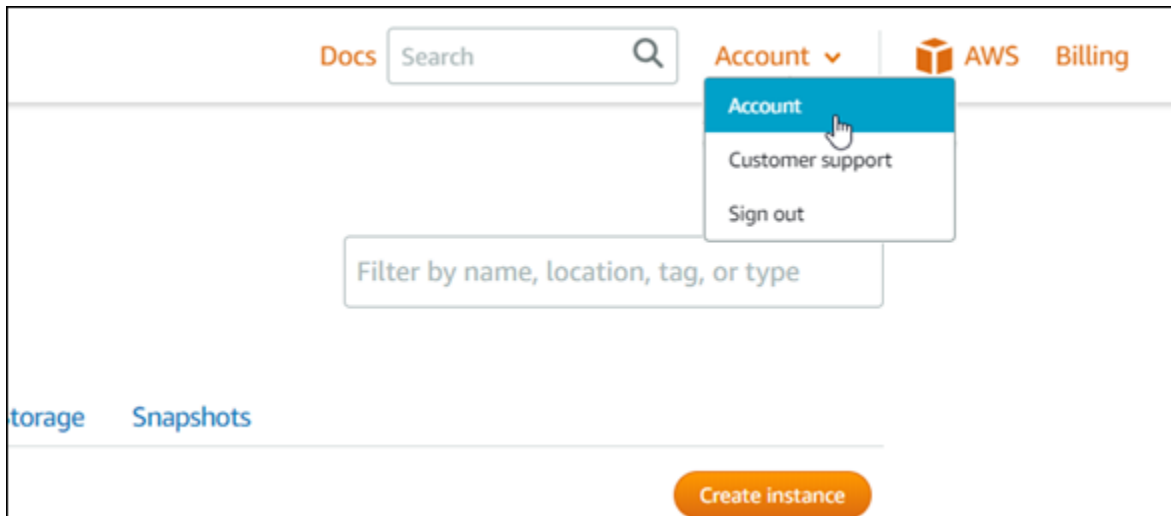 Docs Search Account AWS Billing
Account
Customer support
Sign out
Filter by name, location, tag, or type
torage Snapshots
Create instance